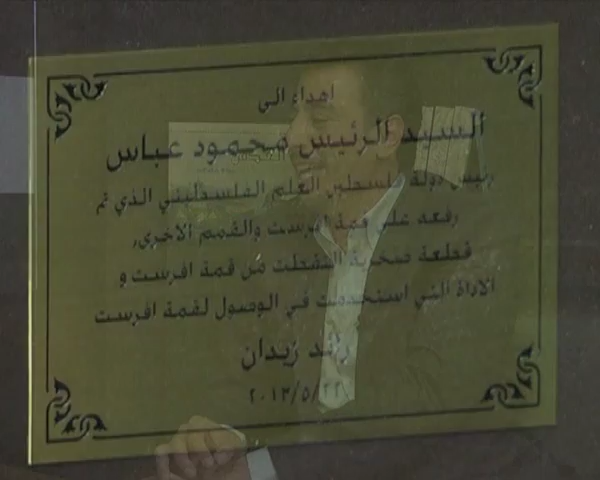 اهداء الى
السيد الرئيس محمود عباس
رئيس دولة فلسطين العلم الفلسطيني الذي تم
رفعه على قمة افرست والقمم الاخرى,
قطعة صخرية التقطت من قمة افرست و
الاداة التي استخدمت في الوصول لقمة افرست
رائد زيدان
٢٠١٣/٥/٢٢